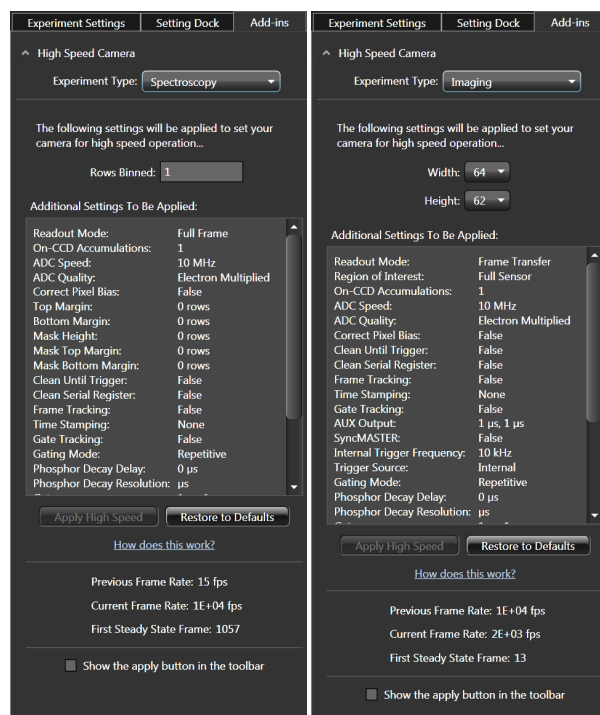 Experiment Settings Setting Dock Add-ins
High Speed Camera
Experiment Type: Spectroscopy
The following settings will be applied to set your
camera for high speed operation...
Rows Binned: 1
Additional Settings To Be Applied:
Readout Mode: Full Frame
On-CCD Accumulations: 1
ADC Speed: 10 MHz
ADC Quality: Electron Multiplied
Correct Pixel Bias: False
Top Margin: 0 rows
Bottom Margin: 0 rows
Mask Height: 0 rows
Mask Top Margin: 0 rows
Mask Bottom Margin: 0 rows
Clean Until Trigger: False
Clean Serial Register: False
Frame Tracking: False
Time Stamping: None
Gate Tracking: False
Gating Mode: Repetitive
Phosphor Decay Delay: 0 µs
Phosphor Decay Resolution: µs
Apply High Speed Restore to Defaults
How does this work?
Previous Frame Rate: 15 fps
Current Frame Rate: 1E+04 fps
First Steady State Frame: 1057
Show the apply button in the toolbar
Experiment Settings Setting Dock Add-ins
High Speed Camera
Experiment Type: Imaging
The following settings will be applied to set your
camera for high speed operation...
Width: 64
Height: 62
Additional Settings To Be Applied:
Readout Mode: Frame Transfer
Region of Interest: Full Sensor
On-CCD Accumulations: 1
ADC Speed: 10 MHz
ADC Quality: Electron Multiplied
Correct Pixel Bias: False
Clean Until Trigger: False
Clean Serial Register: False
Frame Tracking: False
Time Stamping: None
Gate Tracking: False
AUX Output: 1 µs, 1 µs
SyncMASTER: False
Internal Trigger Frequency: 10 kHz
Trigger Source: Internal
Gating Mode: Repetitive
Phosphor Decay Delay: 0 µs
Phosphor Decay Resolution: µs
Apply High Speed Restore to Defaults
How does this work?
Previous Frame Rate: 1E+04 fps
Current Frame Rate: 2E+03 fps
First Steady State Frame: 13
Show the apply button in the toolbar